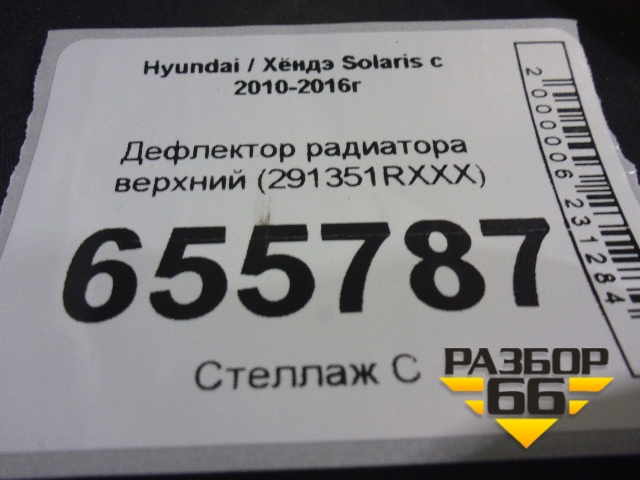 Hyundai / Хёндэ Solaris с
2010-2016г
Дефлектор радиатора
верхний (291351RXXX)
655787
Стеллаж С
2000006231284
РАЗБОР
66